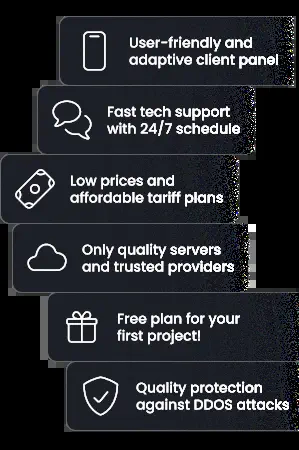 User-friendly and
adaptive client panel
Fast tech support
with 24/7 schedule
Low prices and
affordable tariff plans
Only quality servers
and trusted providers
Free plan for your
first project!
Quality protection
against DDOS attacks